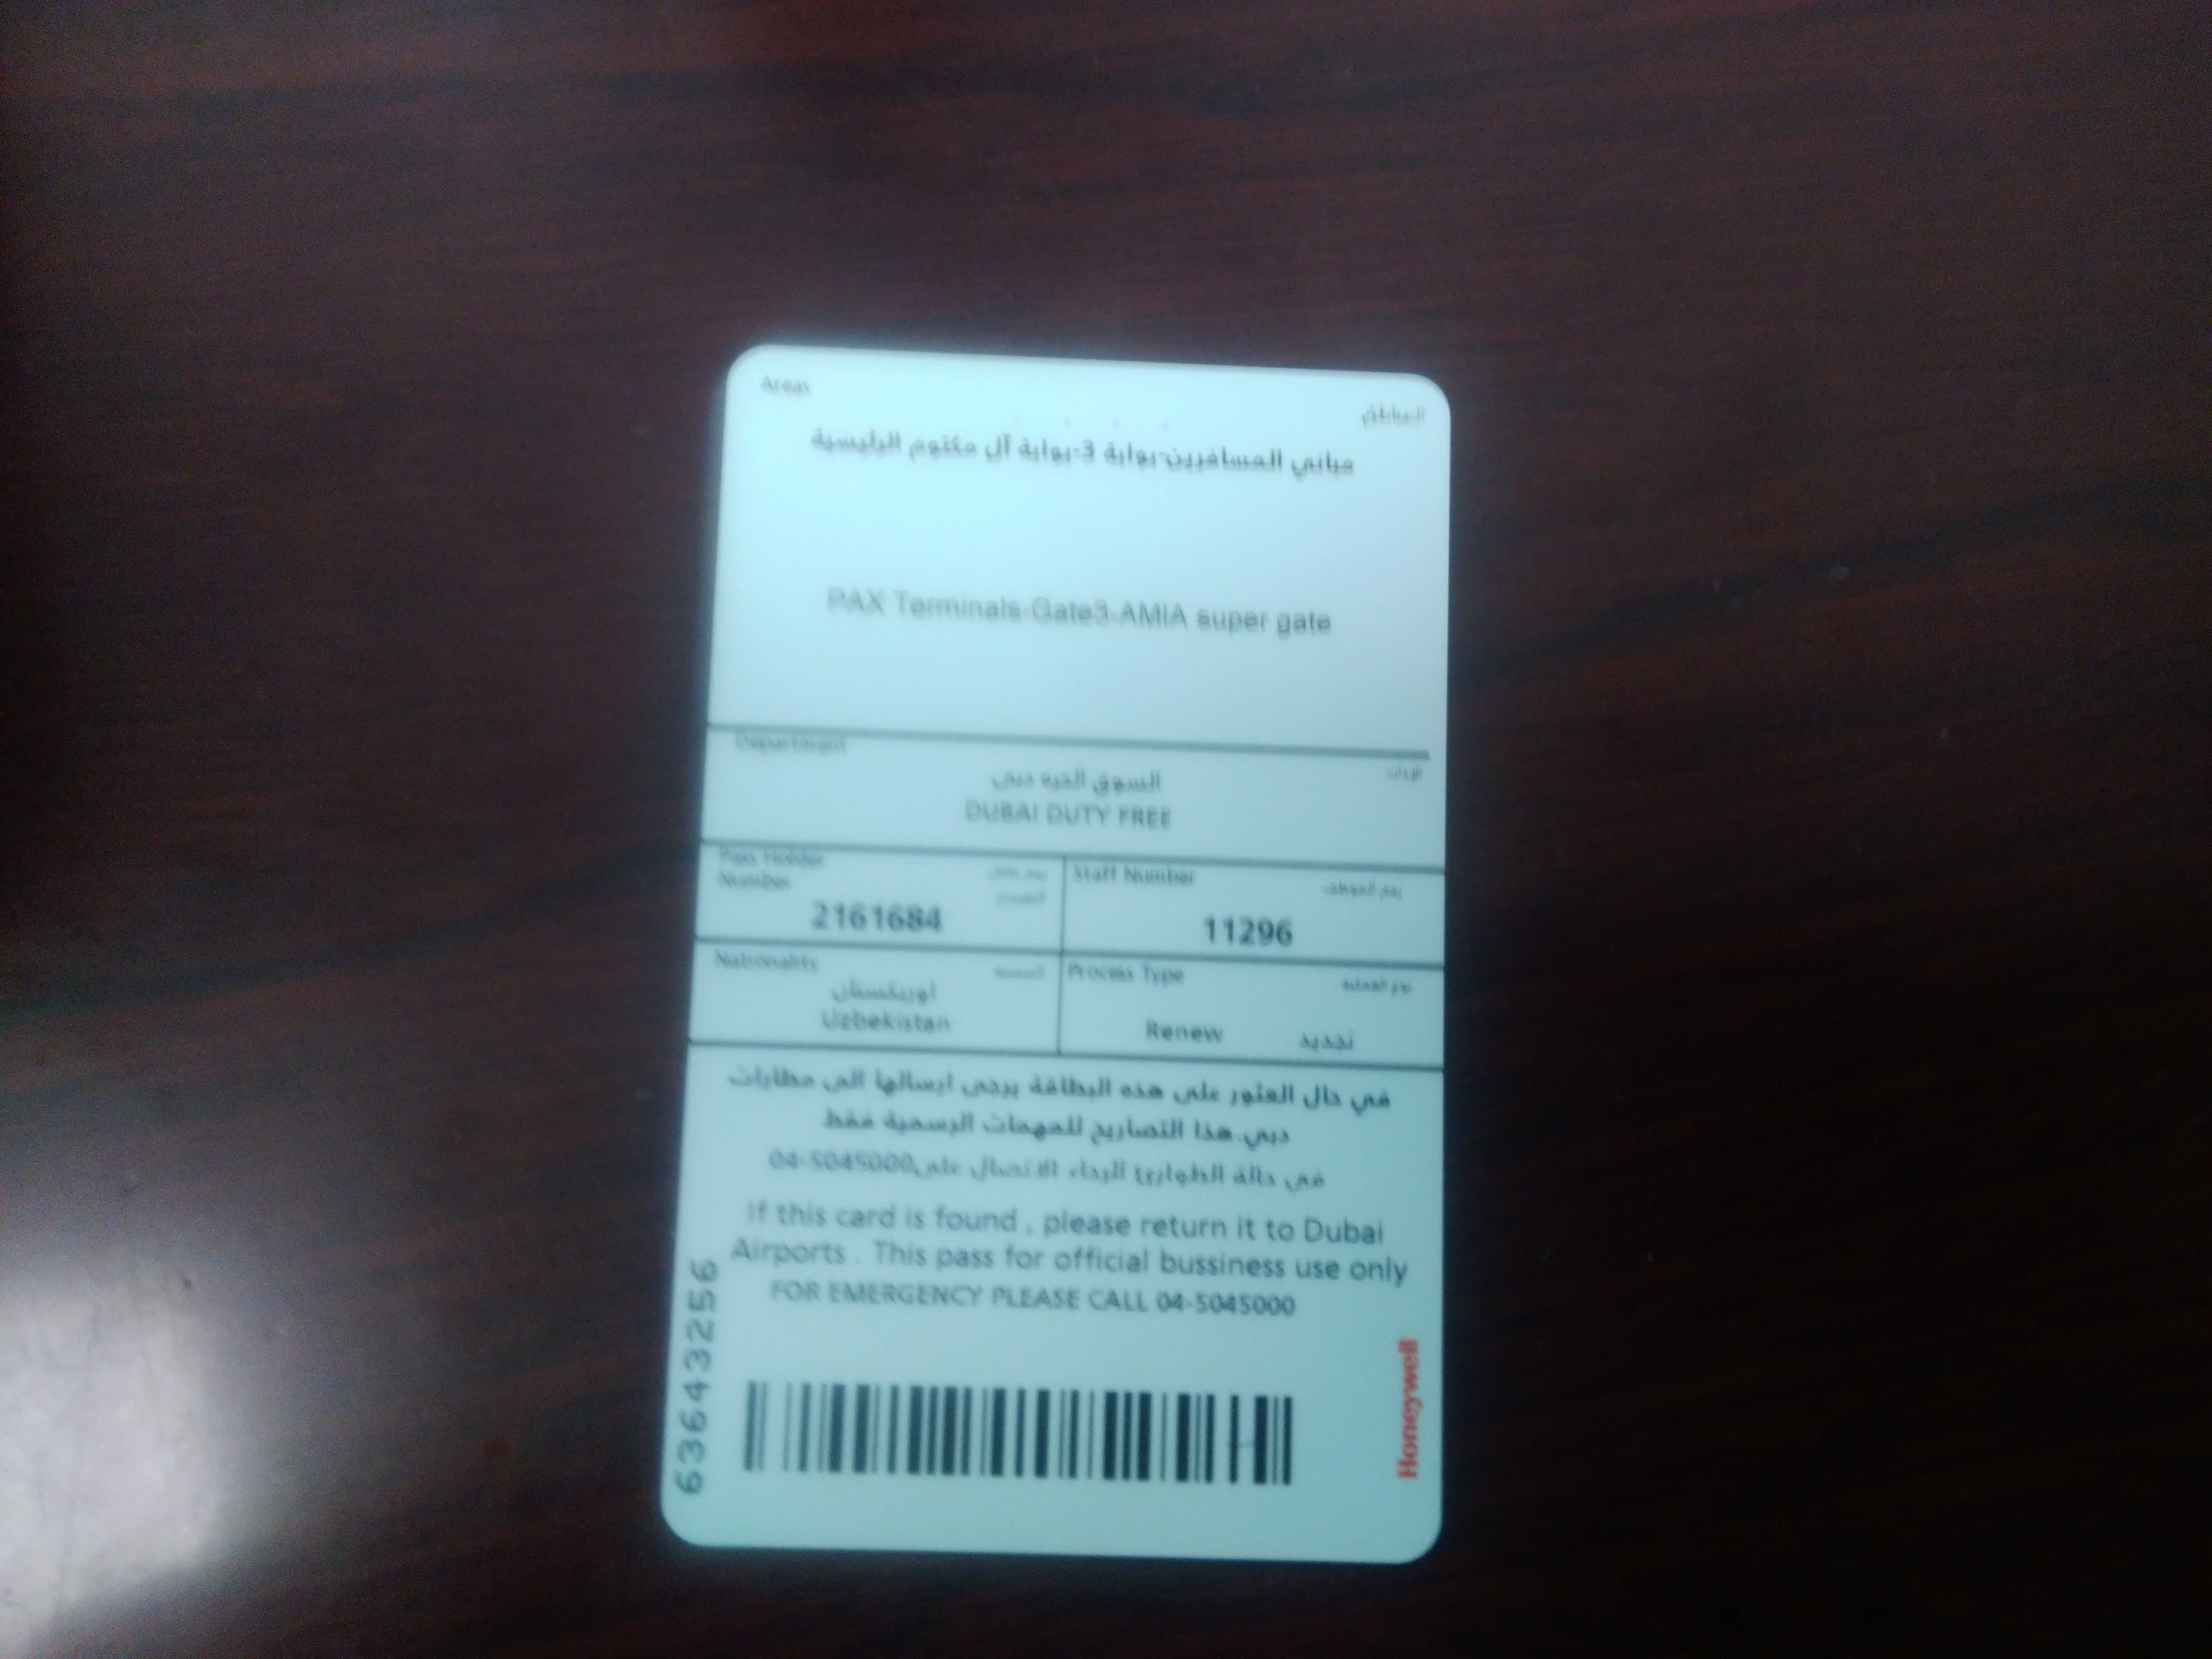 Areas
المناطق
مباني المسافرين-بوابة 3-بوابة آل مكتوم الرئيسية
PAX Terminals-Gate3-AMIA super gate
Department
السوق الحره دبي
DUBAI DUTY FREE
Pass Holder Number
2161684
Staff Number
رقم الموظف
11296
Nationality
الجنسية
اوزبكستان
Uzbekistan
Process Type
نوع العملية
Renew تجديد
في حال العثور على هذه البطاقة يرجى ارسالها الى مطارات
دبي.هذا التصاريح للمهمات الرسمية فقط
في حالة الطوارئ الرجاء الاتصال على04-5045000
If this card is found , please return it to Dubai
Airports . This pass for official bussiness use only
FOR EMERGENCY PLEASE CALL 04-5045000
636443256
Honeywell